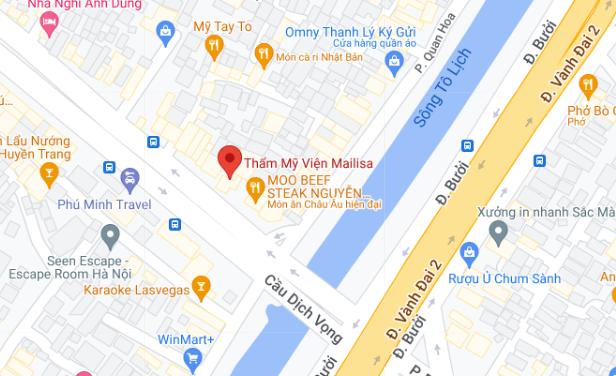 Nhà Nghỉ Anh Dũng
Mỹ Tay To
Omny Thanh Lý Ký Gửi
Cửa hàng quần áo
Món cà ri Nhật Bản
P. Quan Hoa
Sông Tô Lịch
Đ. Bưởi
Đ. Vành Đai 2
Phở Bò
Phở
Lẩu Nướng
Huyền Trang
Thẩm Mỹ Viện Mailisa
MOO BEEF
STEAK NGUYỄN...
Món ăn Châu Âu hiện đại
Phú Minh Travel
Đ. Bưởi
Xưởng in nhanh Sắc Mà
Seen Escape -
Escape Room Hà Nội
Karaoke Lasvegas
Cầu Dịch Vọng
Rượu Ủ Chum Sành
An
Đ. Vành Đai 2
Đ. Bưởi
WinMart+
Bưởi
P.